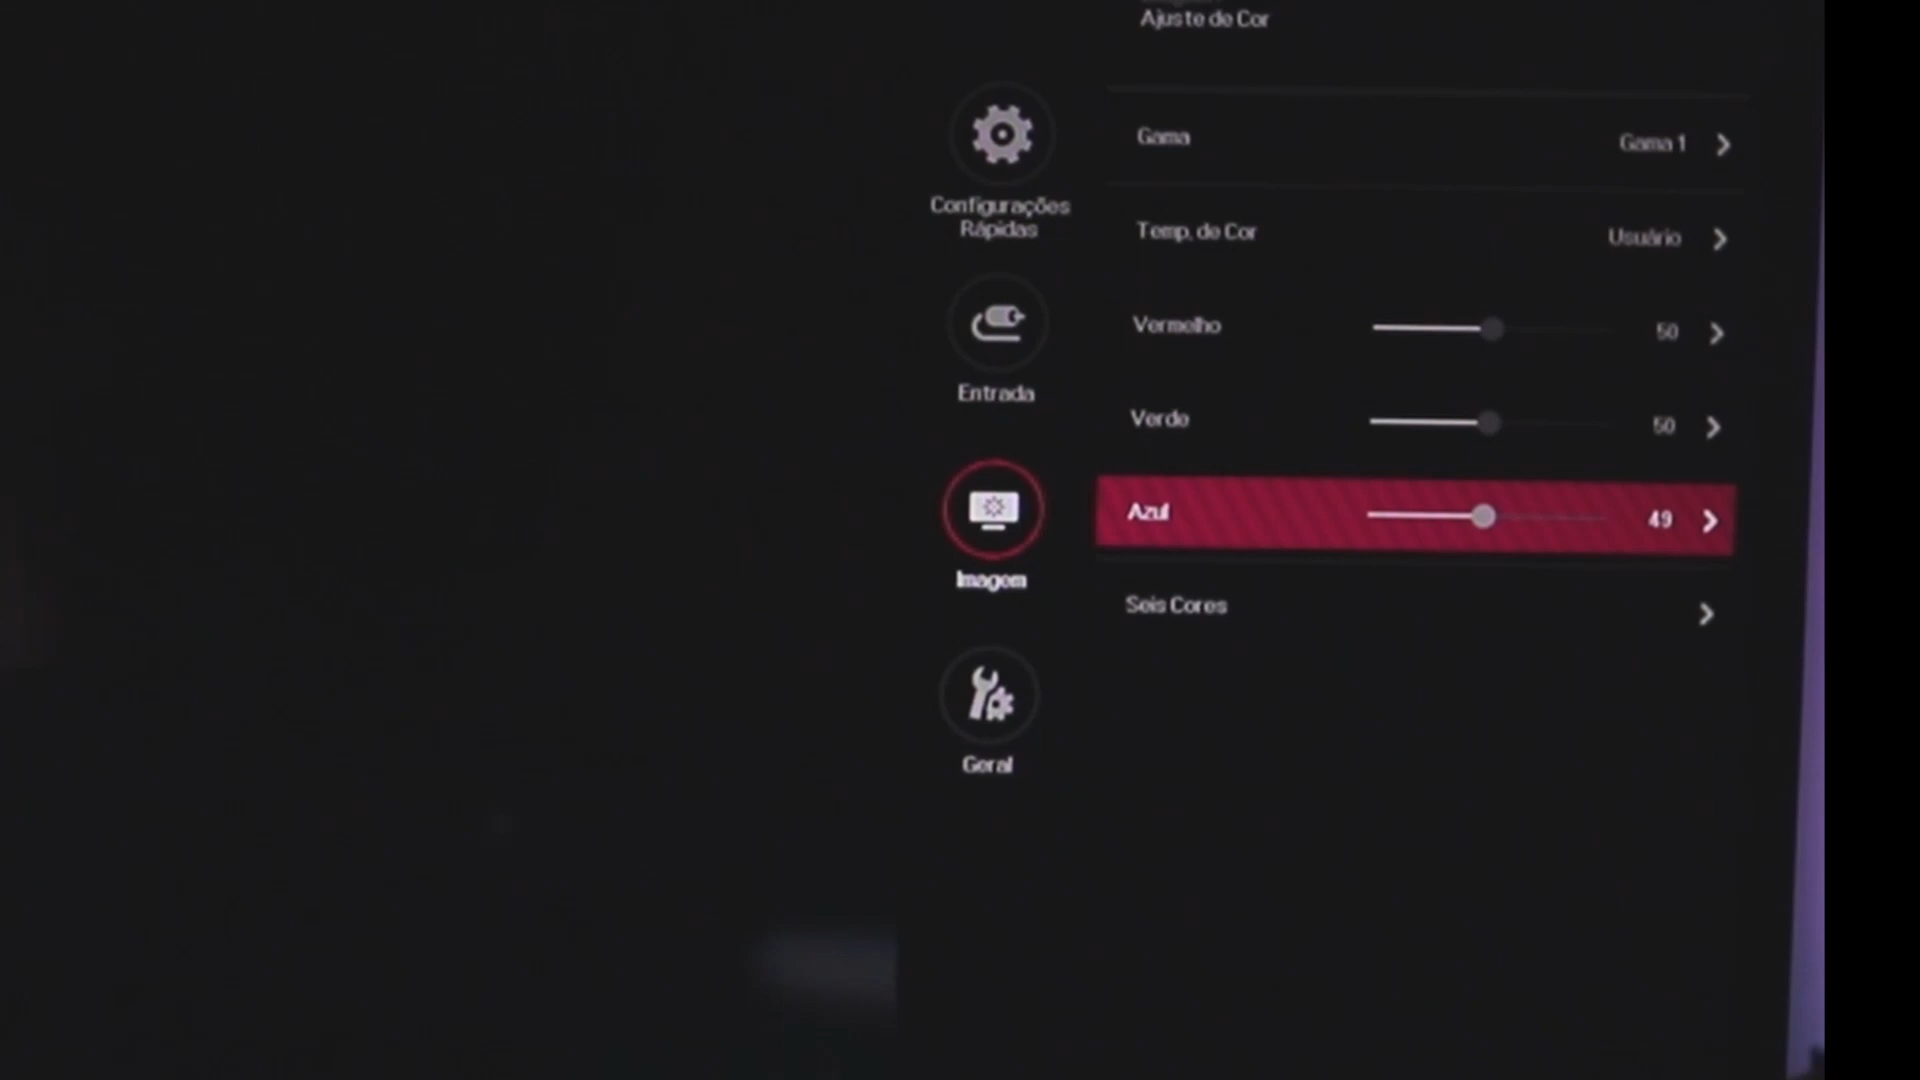 Ajuste de Cor
Gama
Gama 1
Temp. de Cor
Usuário
Vermelho
50
Verde
50
Azul
49
Seis Cores
Configurações
Rápidas
Entrada
Imagem
Geral